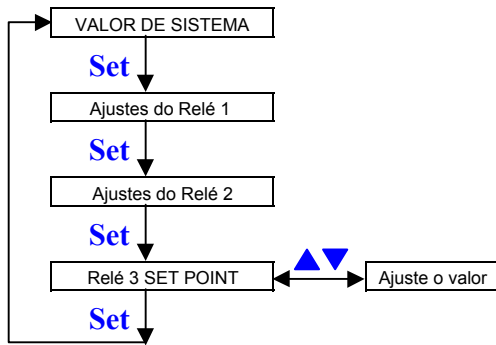 VALOR DE SISTEMA
Set
Ajustes do Relé 1
Set
Ajustes do Relé 2
Set
Relé 3 SET POINT
Ajuste o valor
Set